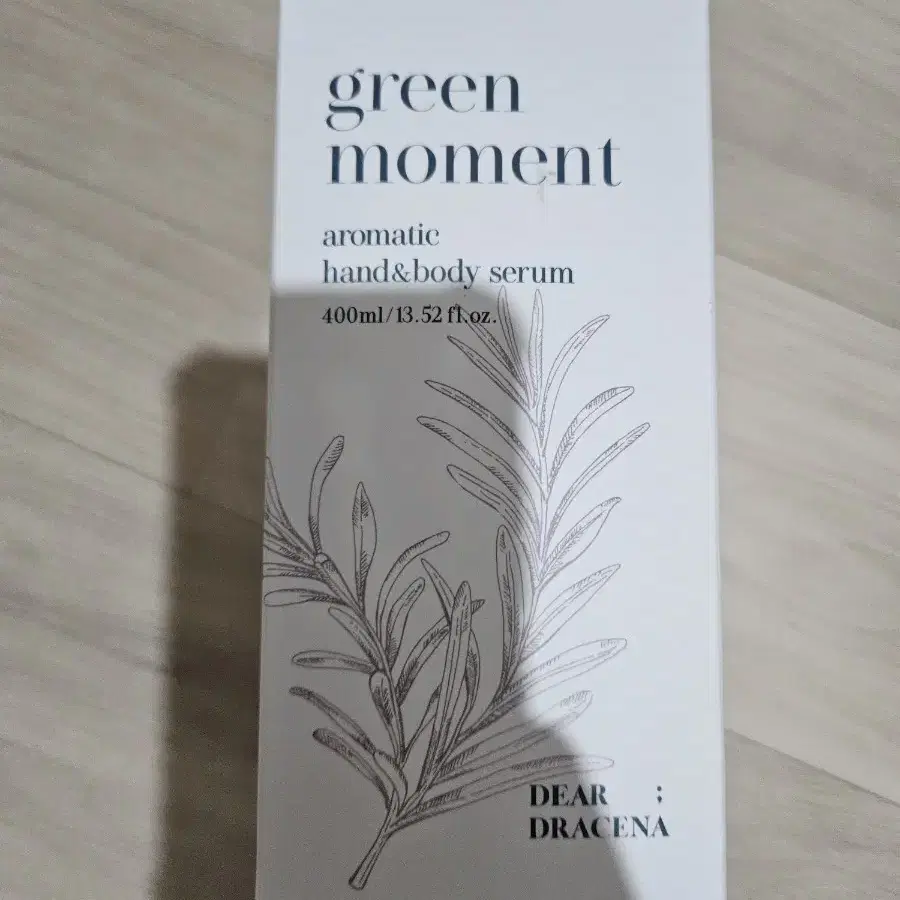 green
moment
aromatic
hand&body serum
400ml/13.52 fl.oz.
DEAR ;
DRACENA